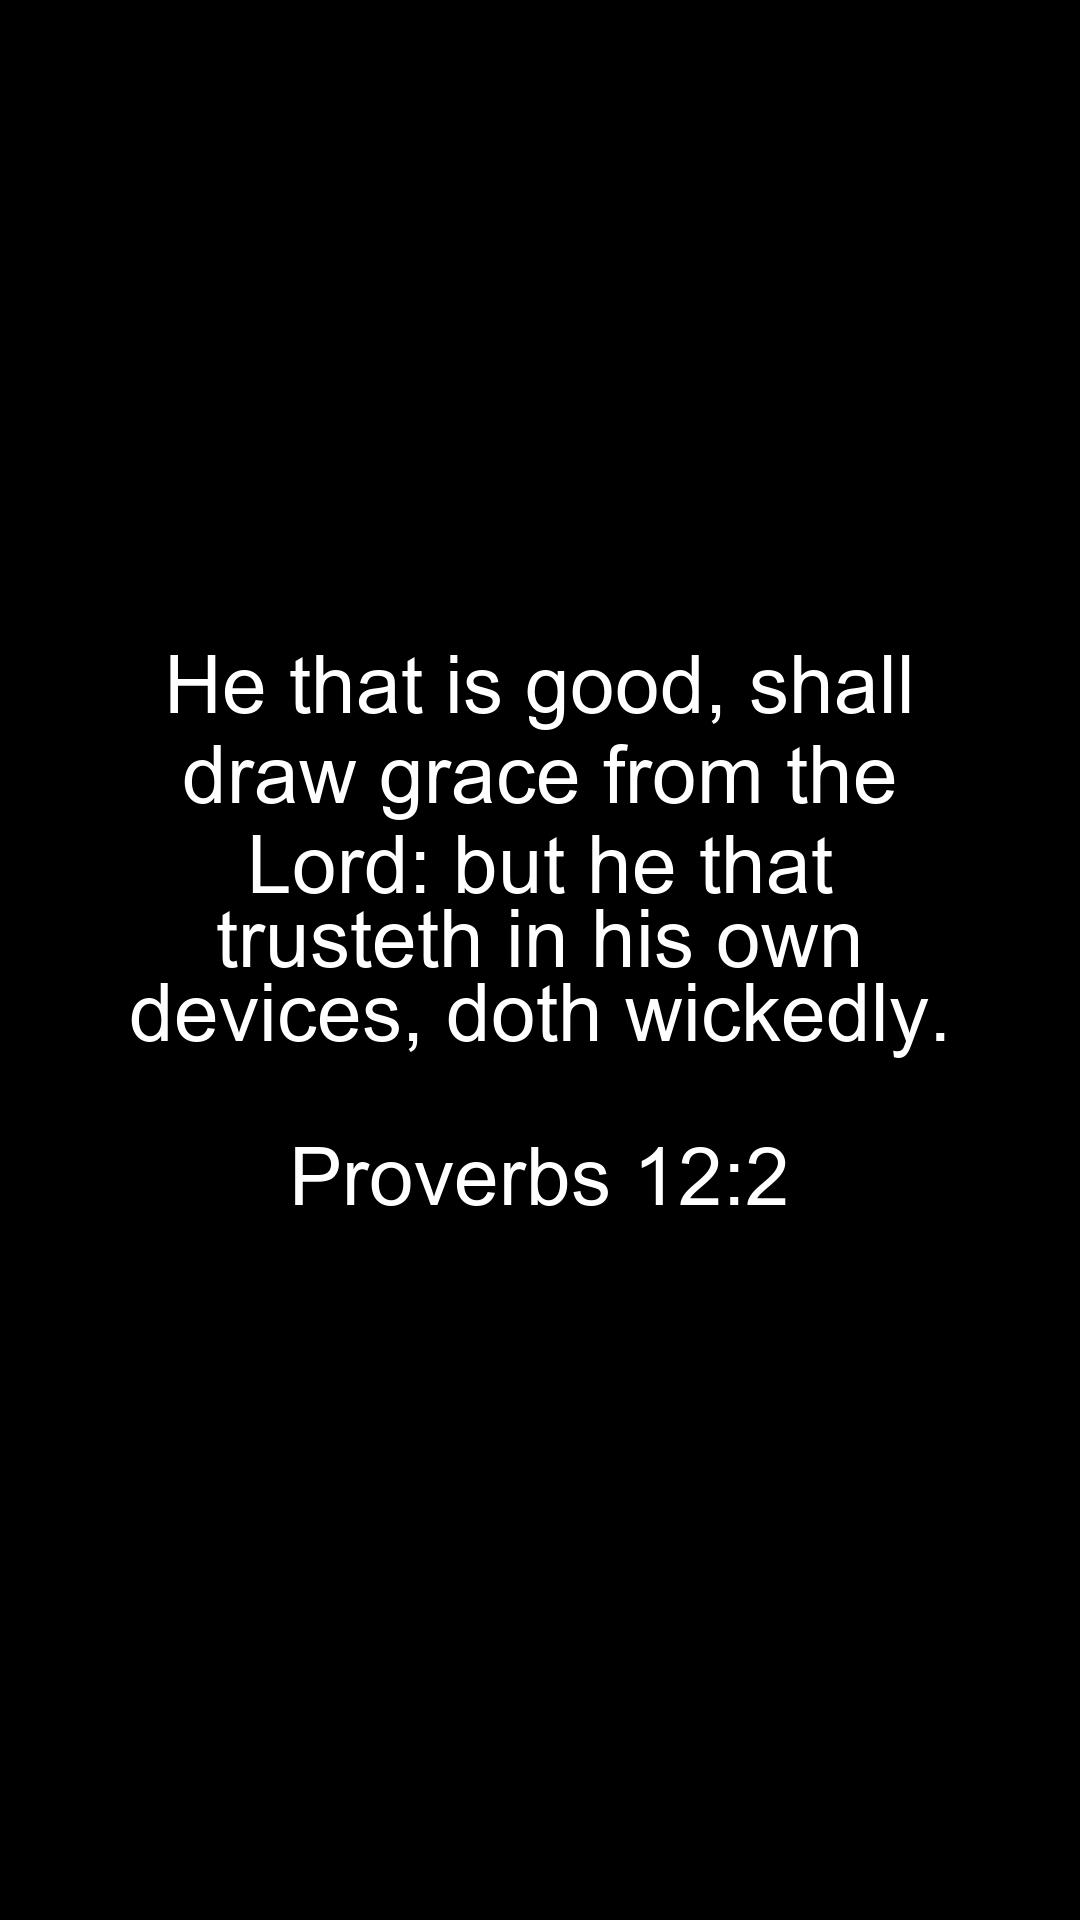 He that is good, shall
draw grace from the
Lord: but he that
trusteth in his own
devices, doth wickedly.
Proverbs 12:2